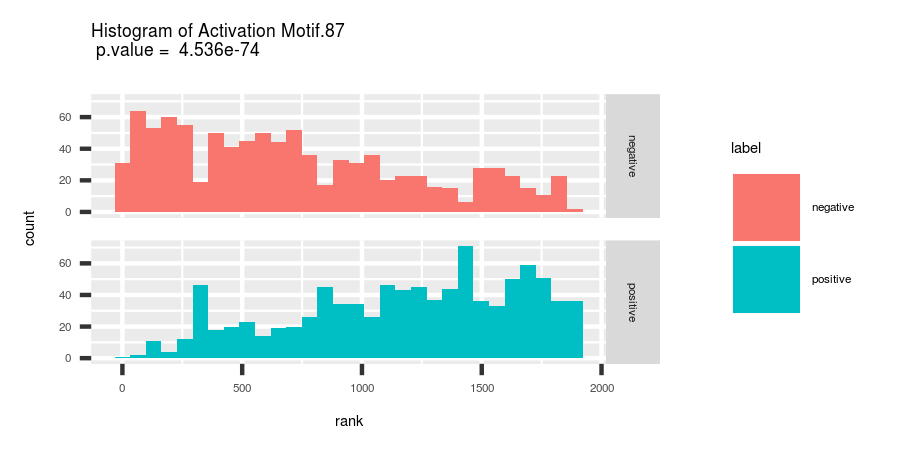 Histogram of Activation Motif.87
p.value = 4.536e-74
count
60
40
20
0
negative
60
40
20
0
positive
0 500 1000 1500 2000
rank
label
negative
positive